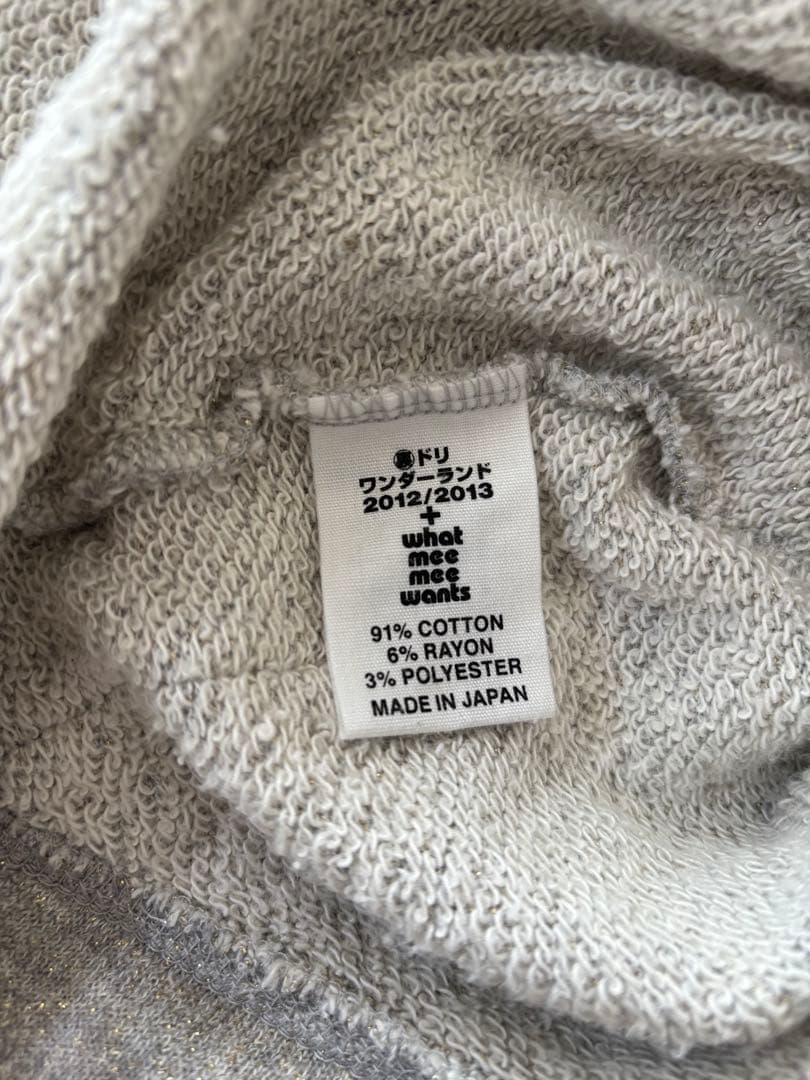 裏ドリ
ワンダーランド
2012/2013
+
what
mee
mee
wants
91% COTTON
6% RAYON
3% POLYESTER
MADE IN JAPAN